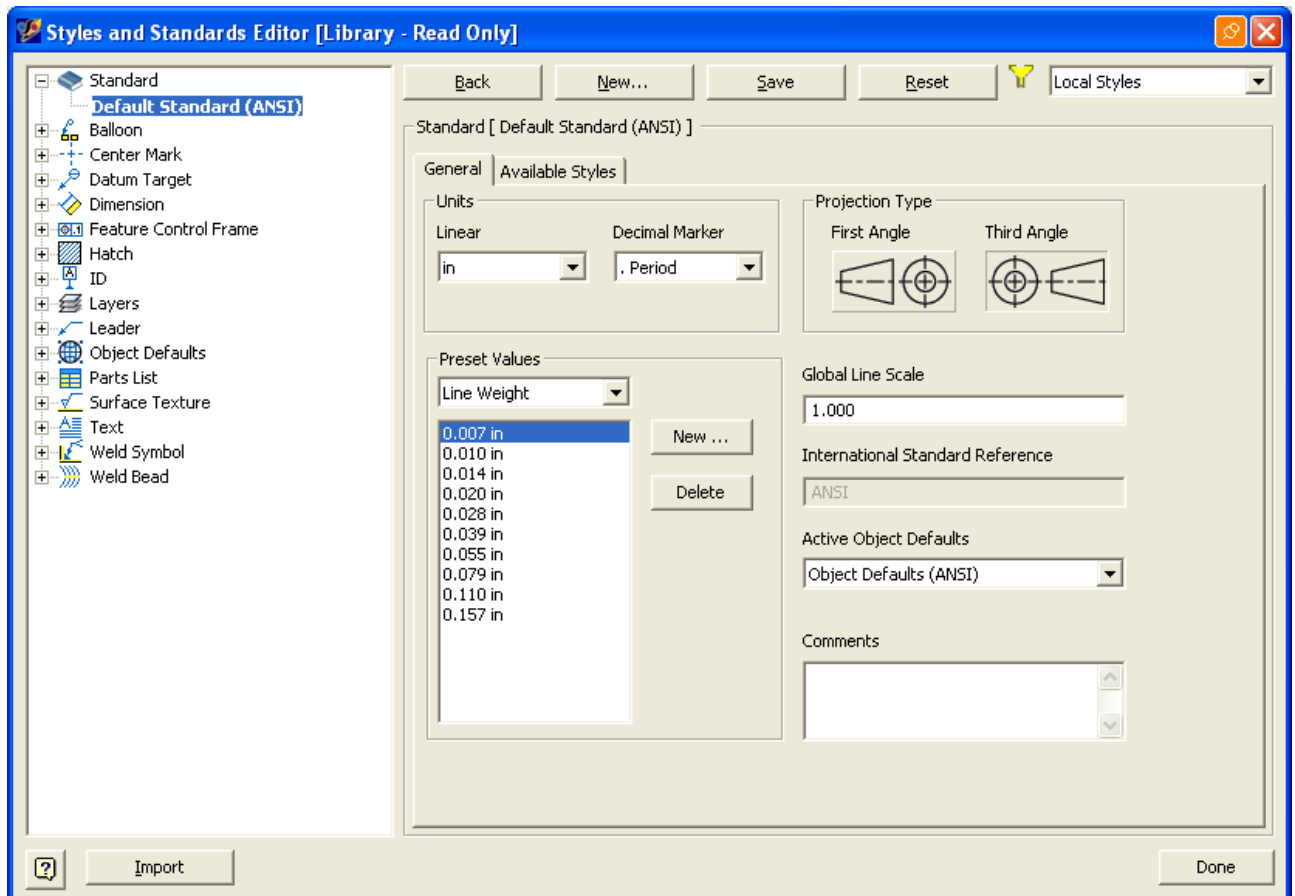 Styles and Standards Editor [Library - Read Only]
Standard
Default Standard (ANSI)
Balloon
Center Mark
Datum Target
Dimension
Feature Control Frame
Hatch
ID
Layers
Leader
Object Defaults
Parts List
Surface Texture
Text
Weld Symbol
Weld Bead
Back New... Save Reset Local Styles
Standard [ Default Standard (ANSI) ]
General Available Styles
Units
Linear Decimal Marker
in . Period
Projection Type
First Angle Third Angle
Preset Values
Line Weight
0.007 in
0.010 in
0.014 in
0.020 in
0.028 in
0.039 in
0.055 in
0.079 in
0.110 in
0.157 in
New ...
Delete
Global Line Scale
1.000
International Standard Reference
ANSI
Active Object Defaults
Object Defaults (ANSI)
Comments
Import
Done